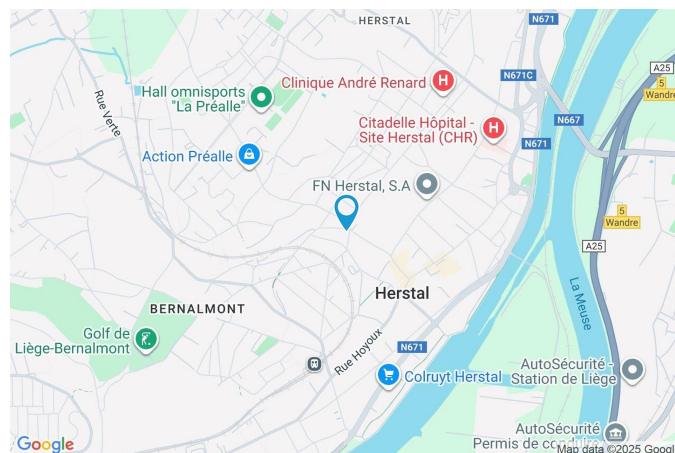 HERSTAL
N671
Clinique André Renard
H
N671C
A25
5
Wandre
Hall omnisports
"La Préalle"
Rue Verte
Citadelle Hôpital -
Site Herstal (CHR)
H
N667
N671
Action Préalle
FN Herstal, S.A
5
Wandre
A25
La Meuse
Herstal
BERNALMONT
Golf de
Liège-Bernalmont
Rue Hoyoux
N671
Colruyt Herstal
AutoSécurité -
Station de Liège
AutoSécurité
Permis de conduire
Google
Map data ©2025 Google